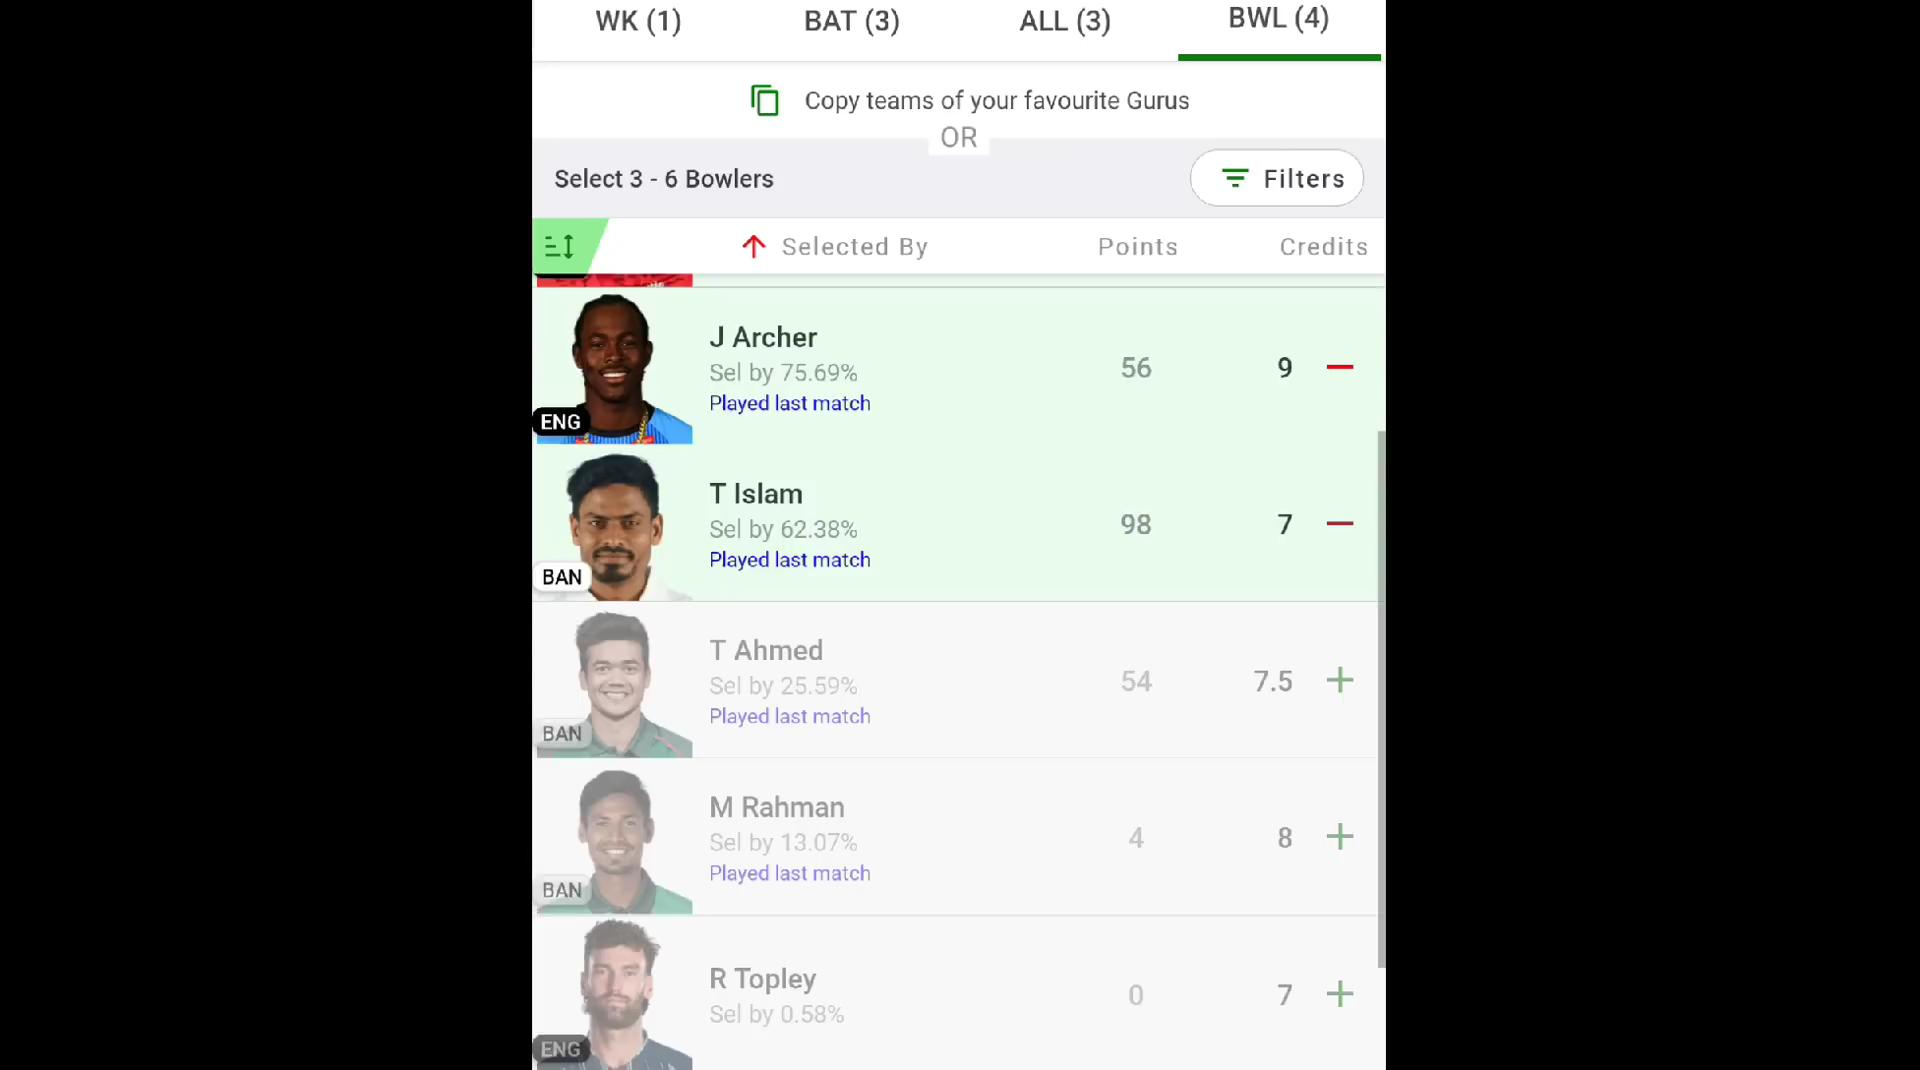 WK (1) BAT (3) ALL (3) BWL (4)
Copy teams of your favourite Gurus
OR
Select 3 - 6 Bowlers Filters
Selected By Points Credits
J Archer
Sel by 75.69% 56 9
Played last match
ENG
T Islam
Sel by 62.38% 98 7
Played last match
BAN
T Ahmed
Sel by 25.59% 54 7.5
Played last match
BAN
M Rahman
Sel by 13.07% 4 8
Played last match
BAN
R Topley
Sel by 0.58% 0 7
ENG